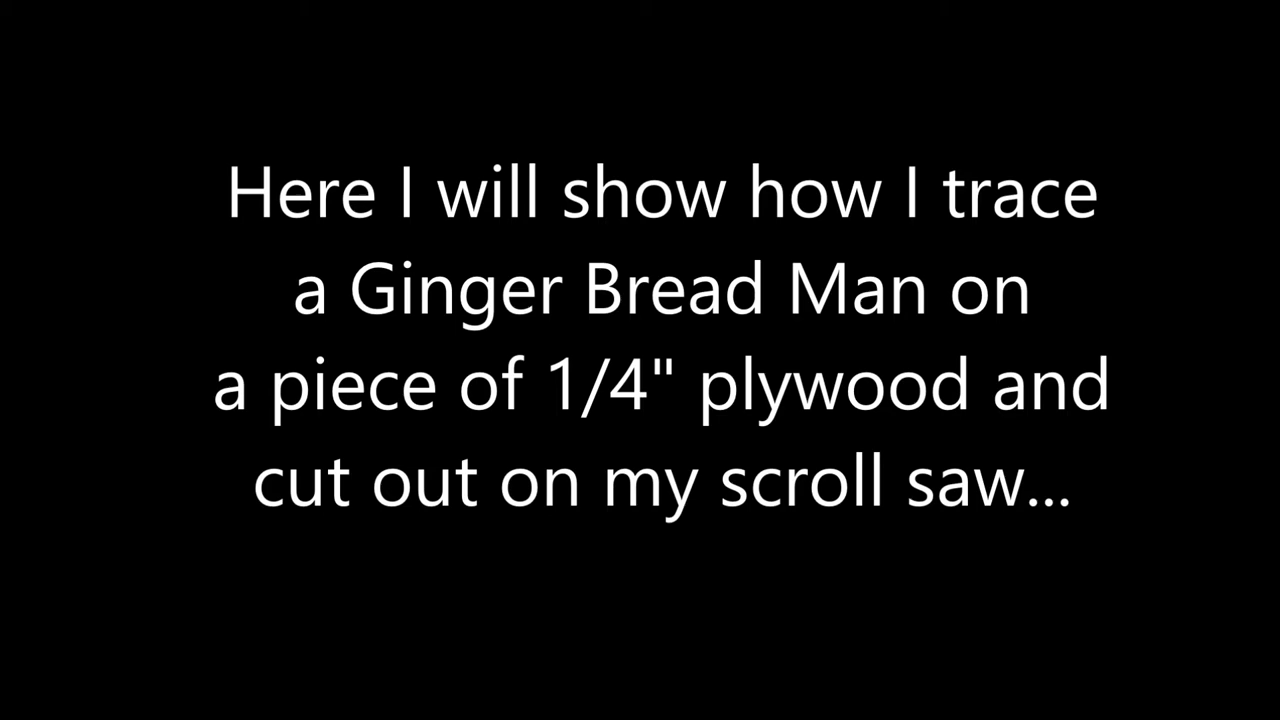 Here I will show how I trace
a Ginger Bread Man on
a piece of 1/4" plywood and
cut out on my scroll saw...